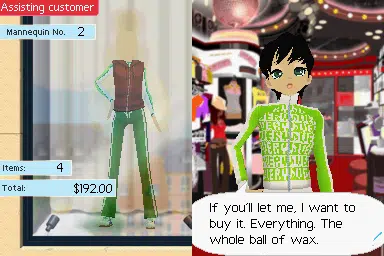 Assisting customer
Mannequin No. 2
Items: 4
Total: $192.00
If you'll let me, I want to
buy it. Everything. The
whole ball of wax.